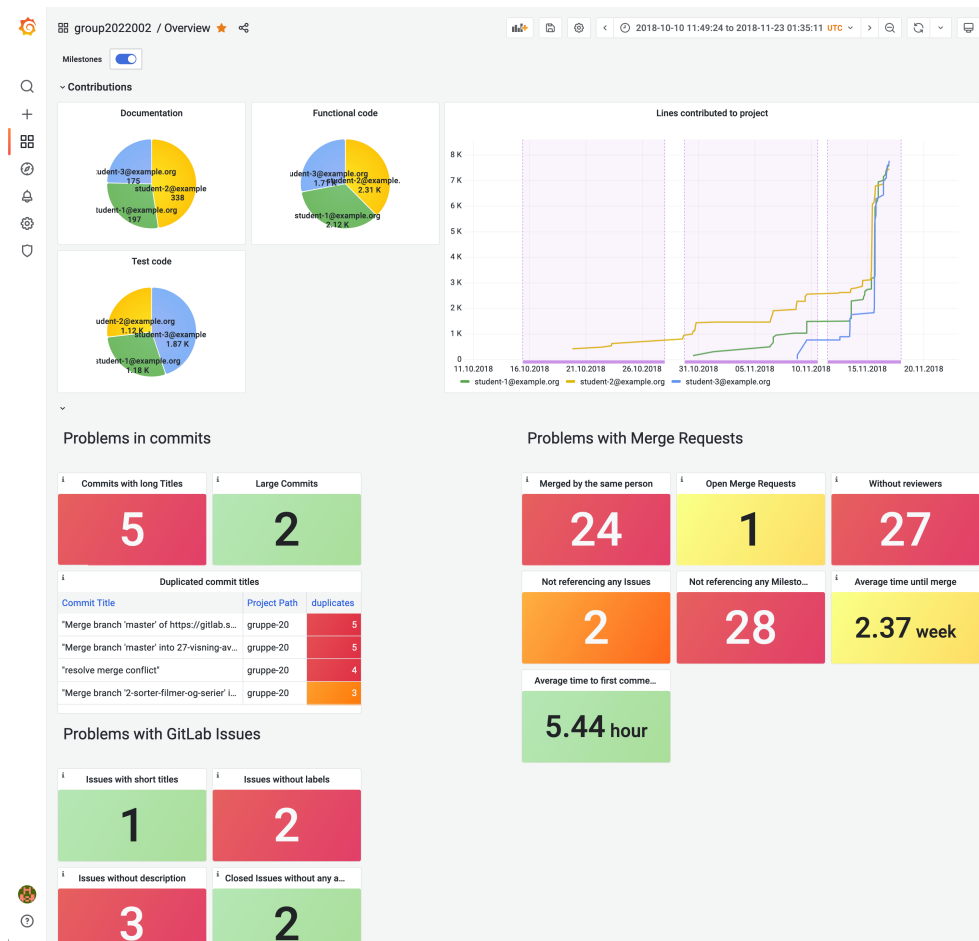 group2022002 / Overview
2018-10-10 11:49:24 to 2018-11-23 01:35:11 UTC
Milestones
Contributions
Documentation
udent-3@example.org
175
student-2@example
338
tudent-1@example.org
197
Functional code
udent-3@example.org
1.71 K
student-2@example.
2.31 K
student-1@example.org
2.12 K
Lines contributed to project
8 K
7 K
6 K
5 K
4 K
3 K
2 K
1 K
0
11.10.2018 16.10.2018 21.10.2018 26.10.2018 31.10.2018 05.11.2018 10.11.2018 15.11.2018 20.11.2018
student-1@example.org student-2@example.org student-3@example.org
Test code
udent-2@example.org
1.12 K
student-3@example
1.87 K
student-1@example.org
1.18 K
Problems in commits
Commits with long Titles
5
Large Commits
2
Duplicated commit titles
Commit Title Project Path duplicates
"Merge branch 'master' of https://gitlab.s... gruppe-20 5
"Merge branch 'master' into 27-visning-av... gruppe-20 5
"resolve merge conflict" gruppe-20 4
"Merge branch '2-sorter-filmer-og-serier' i... gruppe-20 3
Problems with GitLab Issues
Issues with short titles
1
Issues without labels
2
Issues without description
3
Closed Issues without any a...
2
Problems with Merge Requests
Merged by the same person
24
Open Merge Requests
1
Without reviewers
27
Not referencing any Issues
2
Not referencing any Milesto...
28
Average time until merge
2.37 week
Average time to first comme...
5.44 hour